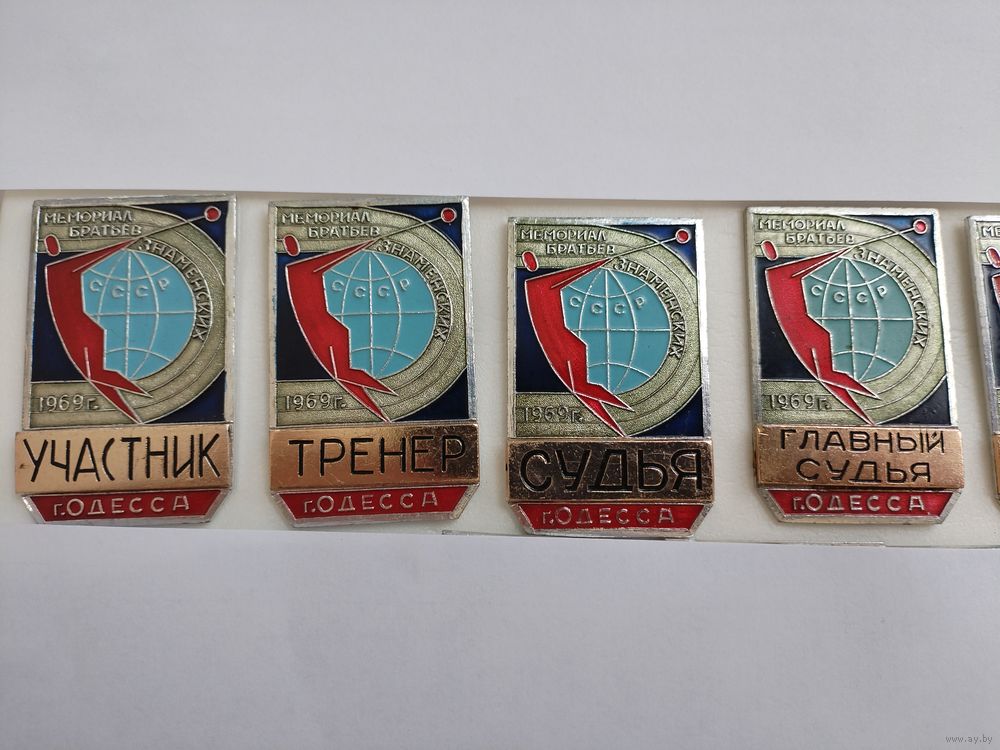 МЕМОРИАЛ
БРАТЬЕВ
ЗНАМЕНСКИХ
СССР
1969г.
УЧАСТНИК
г.ОДЕССА
МЕМОРИАЛ
БРАТЬЕВ
ЗНАМЕНСКИХ
СССР
1969г.
ТРЕНЕР
г.ОДЕССА
МЕМОРИАЛ
БРАТЬЕВ
ЗНАМЕНСКИХ
СССР
1969г.
СУДЬЯ
г.ОДЕССА
МЕМОРИАЛ
БРАТЬЕВ
ЗНАМЕНСКИХ
СССР
1969г.
ГЛАВНЫЙ
СУДЬЯ
г.ОДЕССА
www.ay.by